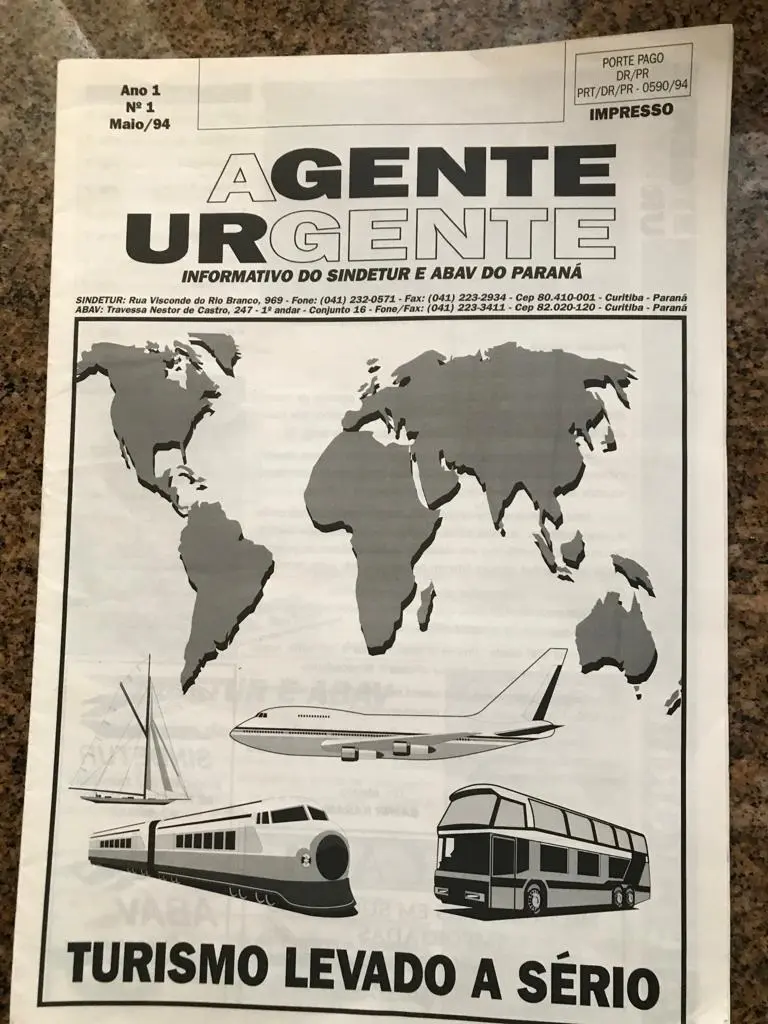 Ano 1
Nº 1
Maio/94
PORTE PAGO
DR/PR
PRT/DR/PR - 0590/94
IMPRESSO
AGENTE
URGENTE
INFORMATIVO DO SINDETUR E ABAV DO PARANÁ
SINDETUR: Rua Visconde do Rio Branco, 969 - Fone: (041) 232-0571 - Fax: (041) 223-2934 - Cep 80.410-001 - Curitiba - Paraná
ABAV: Travessa Nestor de Castro, 247 - 1º andar - Conjunto 16 - Fone/Fax: (041) 223-3411 - Cep 82.020-120 - Curitiba - Paraná
TURISMO LEVADO A SÉRIO